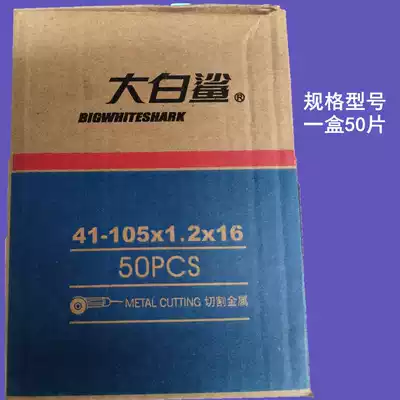 大白鲨®
BIGWHITESHARK
规格型号
一盒50片
41-105x1.2x16
50PCS
METAL CUTTING 切割金属